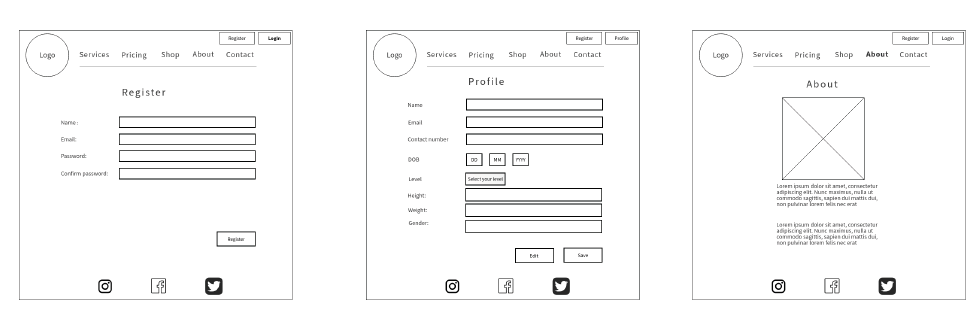 Register Login
Logo Services Pricing Shop About Contact
Register
Name :
Email:
Password:
Confirm password:
Register
Register Profile
Logo Services Pricing Shop About Contact
Profile
Name
Email
Contact number
DOB DD MM YYY
Level Select your level
Height:
Weight:
Gender:
Edit Save
Register Login
Logo Services Pricing Shop About Contact
About
Lorem ipsum dolor sit amet, consectetur
adipiscing elit. Nunc maximus, nulla ut
commodo sagittis, sapien dui mattis dui,
non pulvinar lorem felis nec erat
Lorem ipsum dolor sit amet, consectetur
adipiscing elit. Nunc maximus, nulla ut
commodo sagittis, sapien dui mattis dui,
non pulvinar lorem felis nec erat